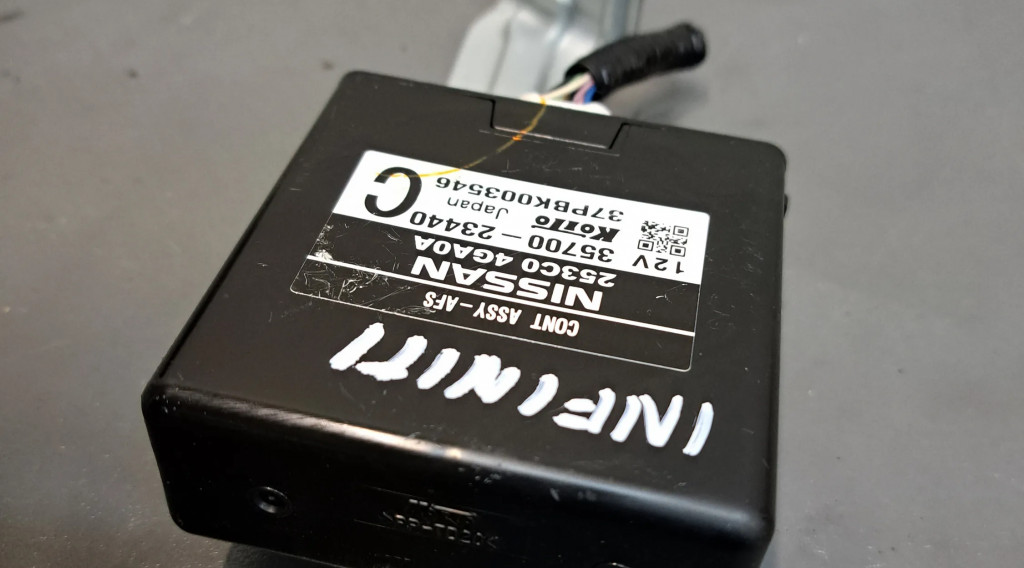 INFINITI
CONT ASSY-AFS
NISSAN
253C0 4GA0A
12V 35700-23440
Koito Japan
37PBK003546
C